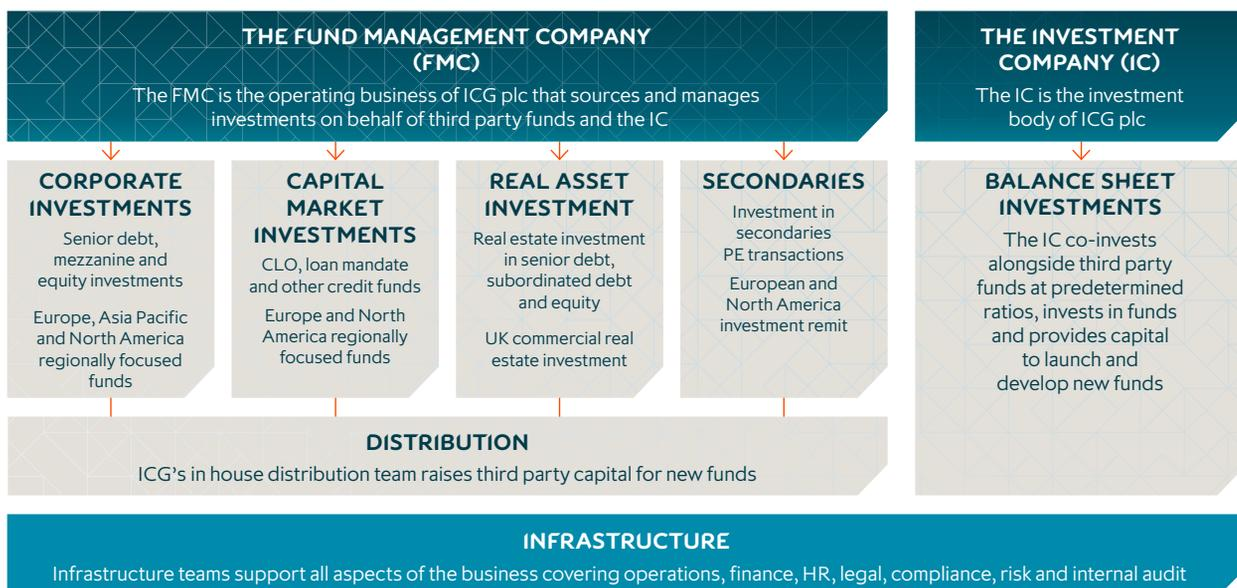 THE FUND MANAGEMENT COMPANY
(FMC)
The FMC is the operating business of ICG plc that sources and manages
investments on behalf of third party funds and the IC
THE INVESTMENT
COMPANY (IC)
The IC is the investment
body of ICG plc
CORPORATE
INVESTMENTS
Senior debt,
mezzanine and
equity investments
Europe, Asia Pacific
and North America
regionally focused
funds
CAPITAL
MARKET
INVESTMENTS
CLO, loan mandate
and other credit funds
Europe and North
America regionally
focused funds
REAL ASSET
INVESTMENT
Real estate investment
in senior debt,
subordinated debt
and equity
UK commercial real
estate investment
SECONDARIES
Investment in
secondaries
PE transactions
European and
North America
investment remit
BALANCE SHEET
INVESTMENTS
The IC co-invests
alongside third party
funds at predetermined
ratios, invests in funds
and provides capital
to launch and
develop new funds
DISTRIBUTION
ICG's in house distribution team raises third party capital for new funds
INFRASTRUCTURE
Infrastructure teams support all aspects of the business covering operations, finance, HR, legal, compliance, risk and internal audit